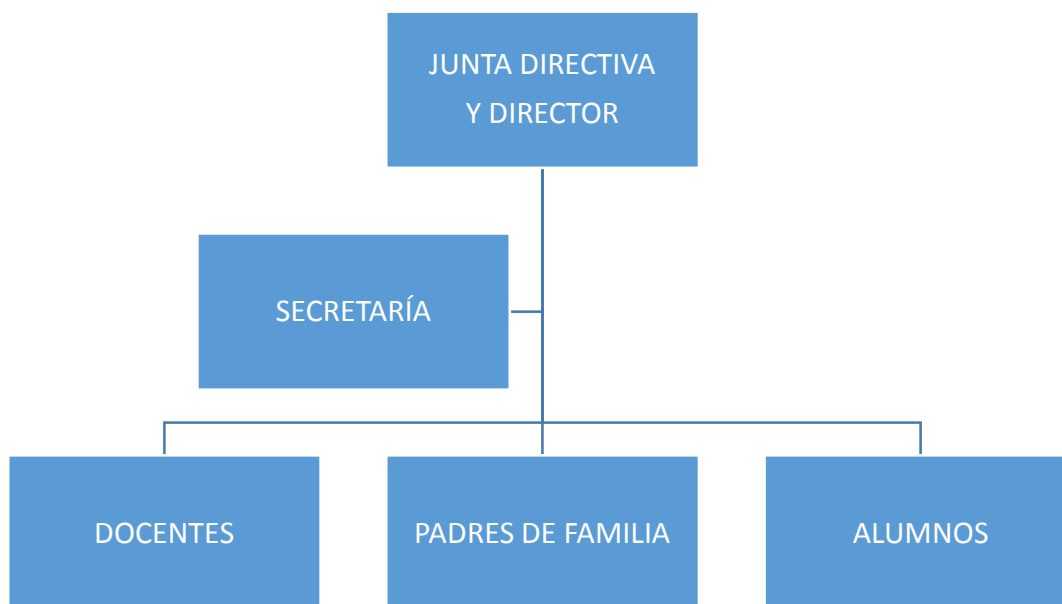 JUNTA DIRECTIVA
Y DIRECTOR
SECRETARÍA
DOCENTES
PADRES DE FAMILIA
ALUMNOS